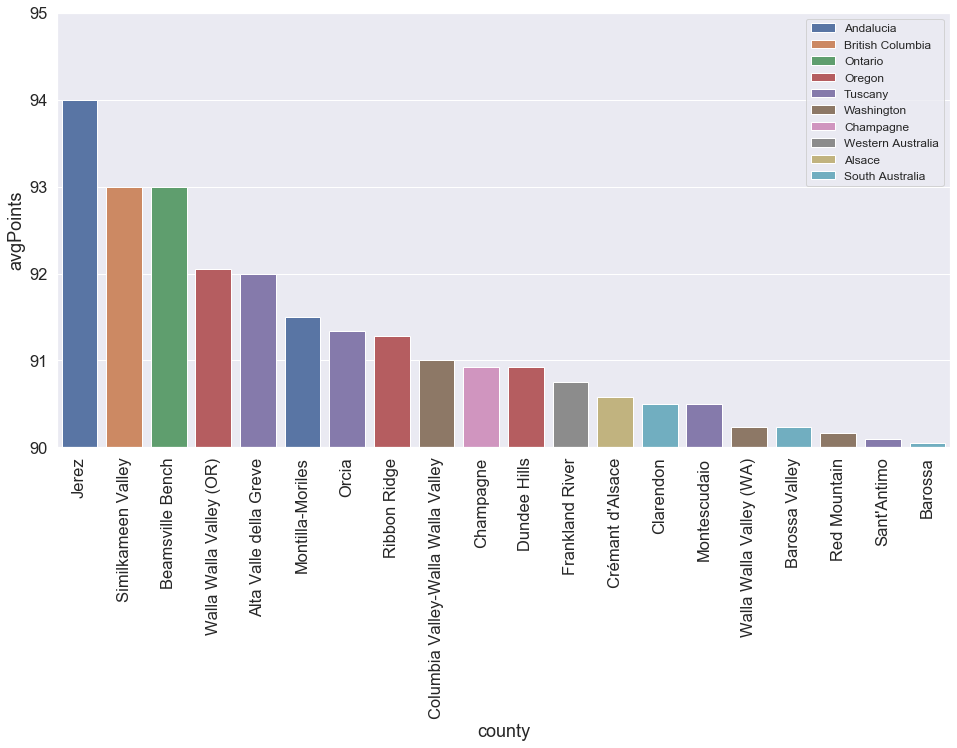 95
94
93
92
91
90
avgPoints
Andalucia
British Columbia
Ontario
Oregon
Tuscany
Washington
Champagne
Western Australia
Alsace
South Australia
Jerez
Similkameen Valley
Beamsville Bench
Walla Walla Valley (OR)
Alta Valle della Greve
Montilla-Moriles
Orcia
Ribbon Ridge
Columbia Valley-Walla Walla Valley
Champagne
Dundee Hills
Frankland River
Crémant d'Alsace
Clarendon
Montescudaio
Walla Walla Valley (WA)
Barossa Valley
Red Mountain
Sant'Antimo
Barossa
county